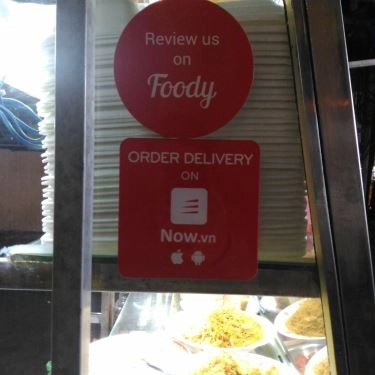 Review us
on
Foody
ORDER DELIVERY
ON
Now.vn